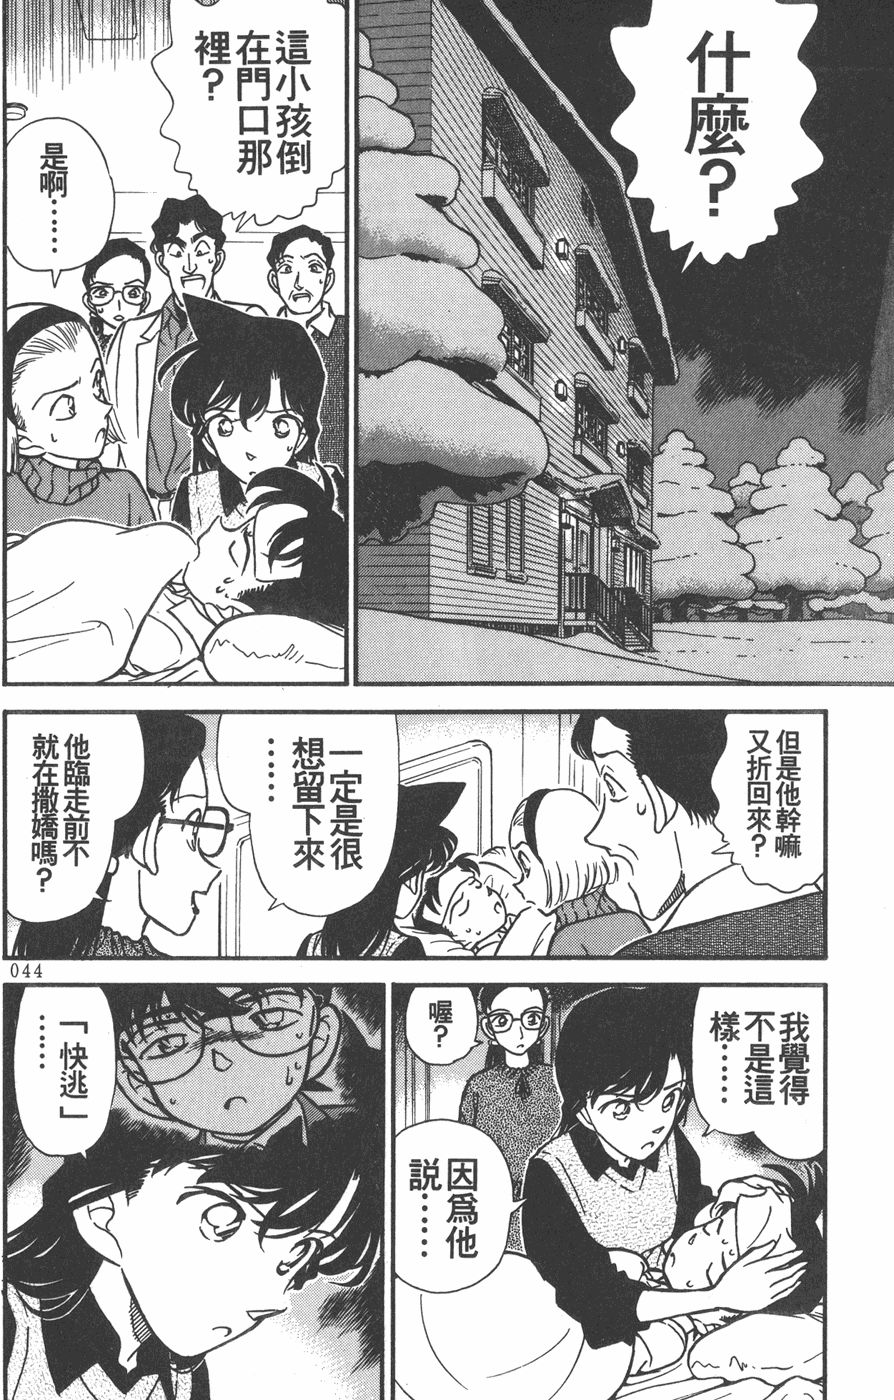 什麼?
這小孩倒
在門口那
裡?
是啊……
但是他幹嘛
又折回來?
一定是很
想留下來
……
他臨走前不
就在撒嬌嗎?
我覺得
不是這
樣……
喔?
因爲他
説……
「快逃」
……
044